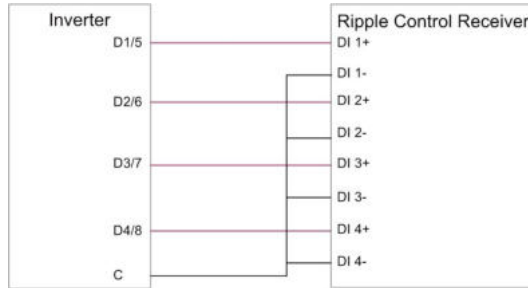 Inverter
D1/5
D2/6
D3/7
D4/8
C
Ripple Control Receiver
DI 1+
DI 1-
DI 2+
DI 2-
DI 3+
DI 3-
DI 4+
DI 4-